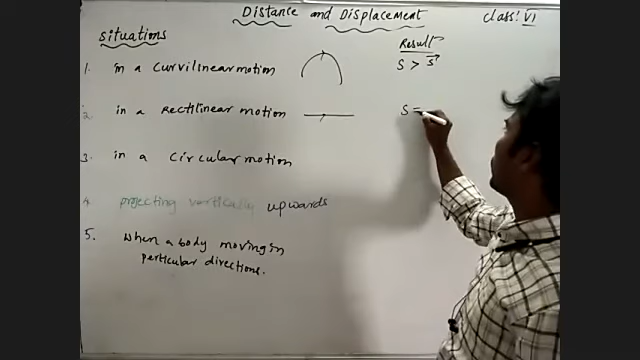 Distance and Displacement
Class: VI
Situations
Result
1. in a curvilinear motion
S > S⃗
2. in a Rectilinear motion
S =
3. in a circular motion
4. projecting vertically upwards
5. when a body moving in
perticular directions.